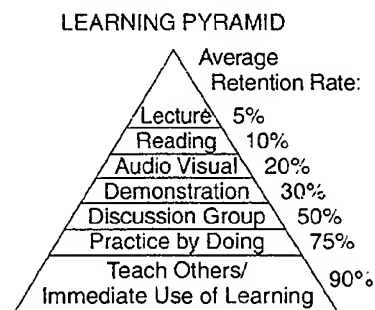 LEARNING PYRAMID
Average
Retention Rate:
Lecture 5%
Reading 10%
Audio Visual 20%
Demonstration 30%
Discussion Group 50%
Practice by Doing 75%
Teach Others/
Immediate Use of Learning 90%